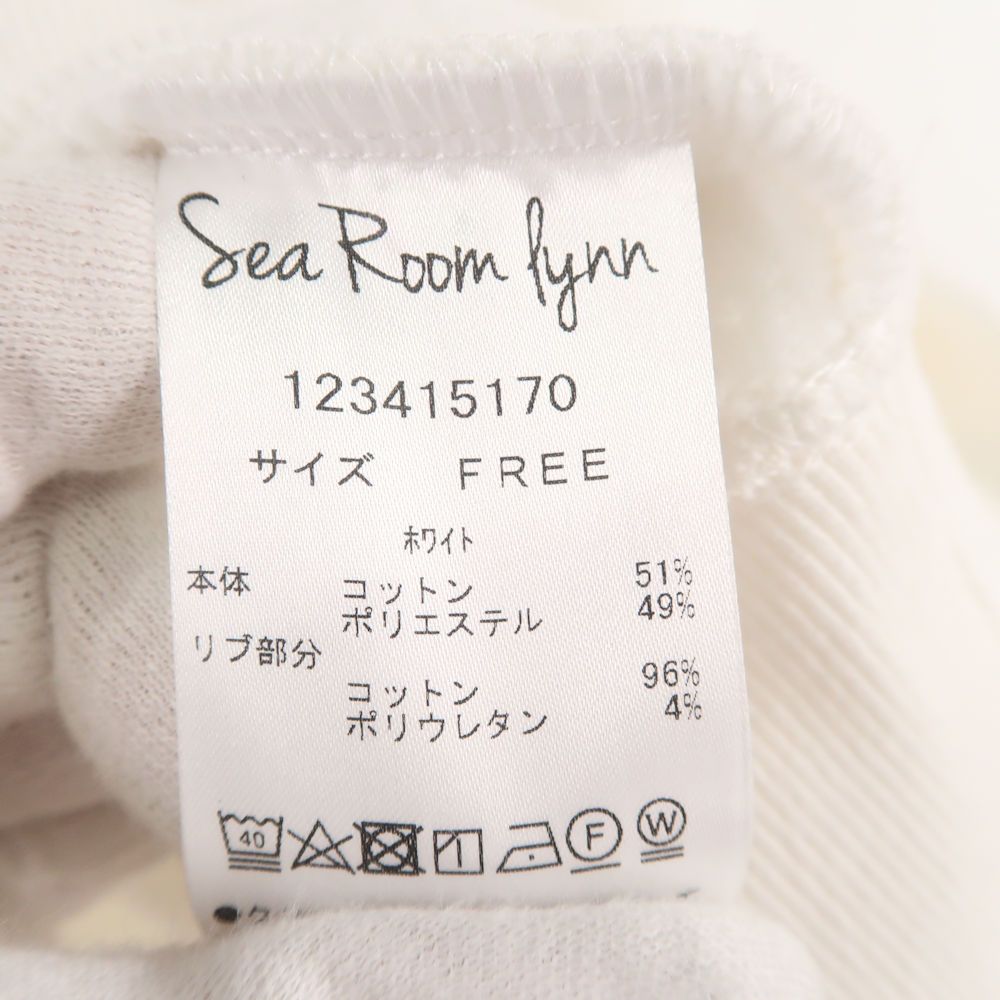 Sea Room lynn
123415170
サイズ FREE
ホワイト
本体 コットン 51%
ポリエステル 49%
リブ部分
コットン 96%
ポリウレタン 4%
40 F W